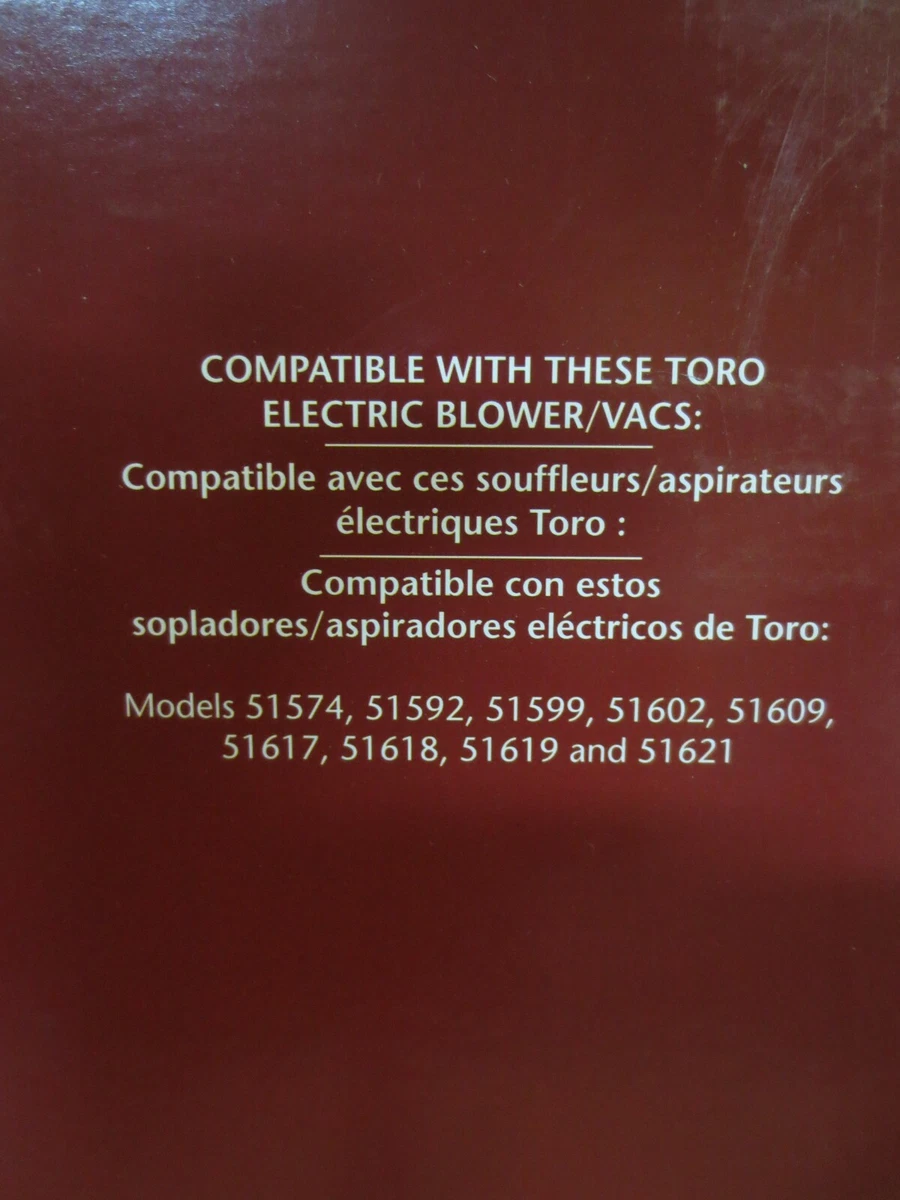 COMPATIBLE WITH THESE TORO
ELECTRIC BLOWER/VACS:
Compatible avec ces souffleurs/aspirateurs
électriques Toro :
Compatible con estos
sopladores/aspiradores eléctricos de Toro:
Models 51574, 51592, 51599, 51602, 51609,
51617, 51618, 51619 and 51621